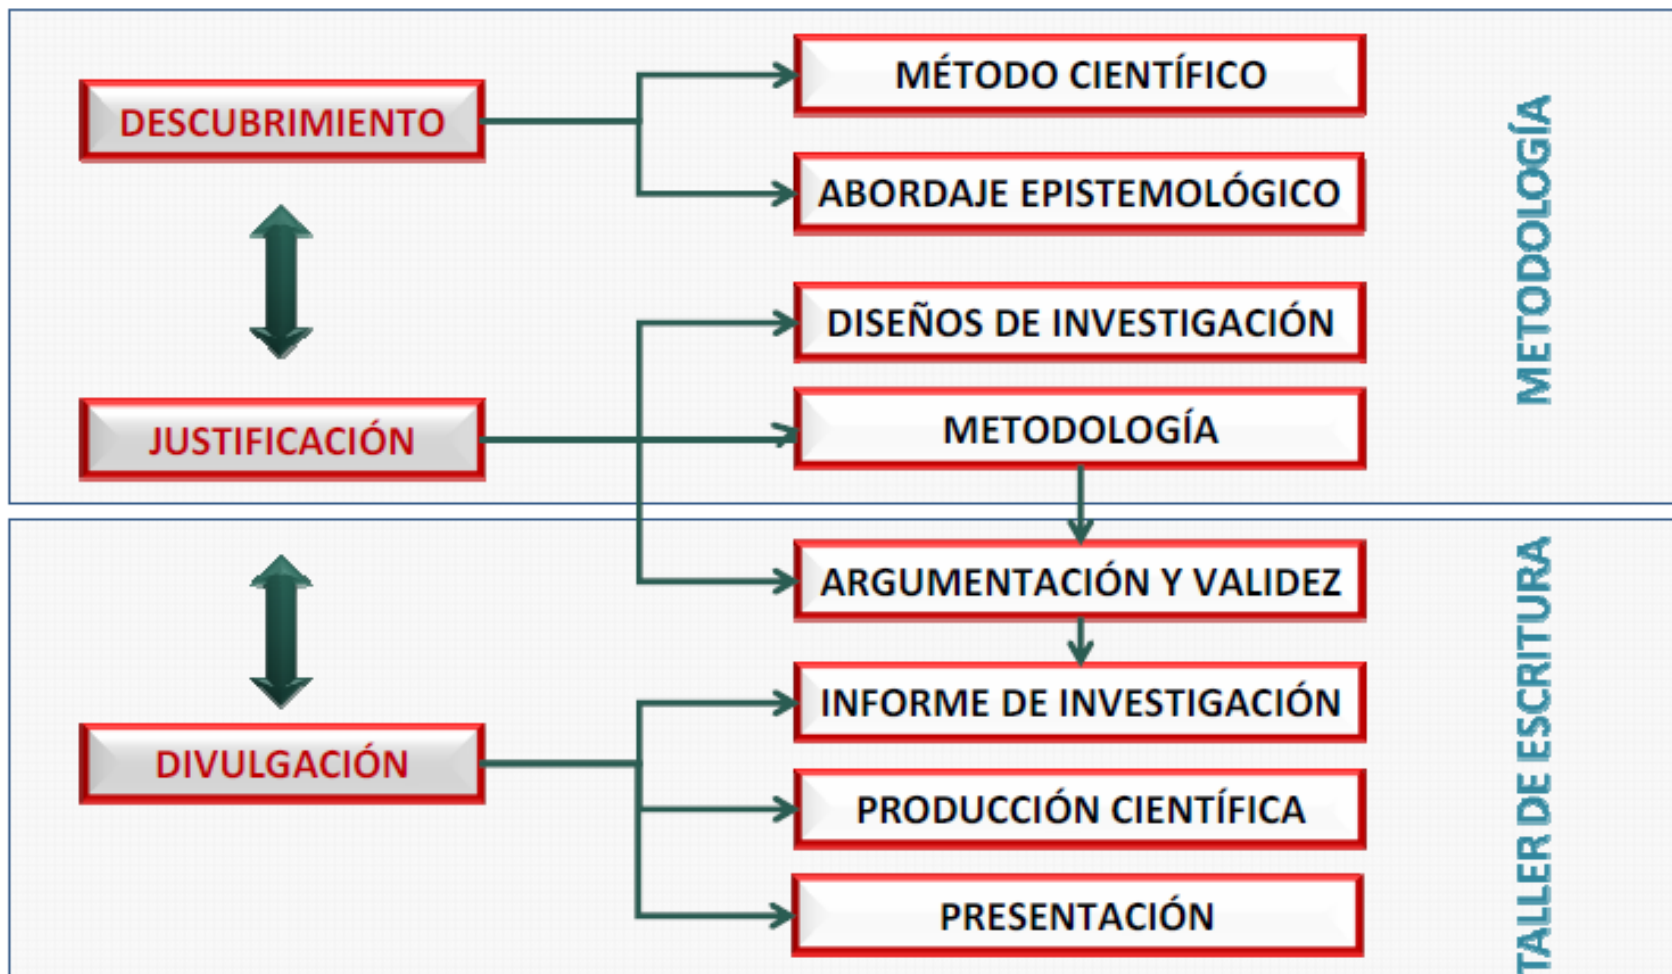 DESCUBRIMIENTO
MÉTODO CIENTÍFICO
ABORDAJE EPISTEMOLÓGICO
JUSTIFICACIÓN
DISEÑOS DE INVESTIGACIÓN
METODOLOGÍA
METODOLOGÍA
ARGUMENTACIÓN Y VALIDEZ
DIVULGACIÓN
INFORME DE INVESTIGACIÓN
PRODUCCIÓN CIENTÍFICA
PRESENTACIÓN
TALLER DE ESCRITURA